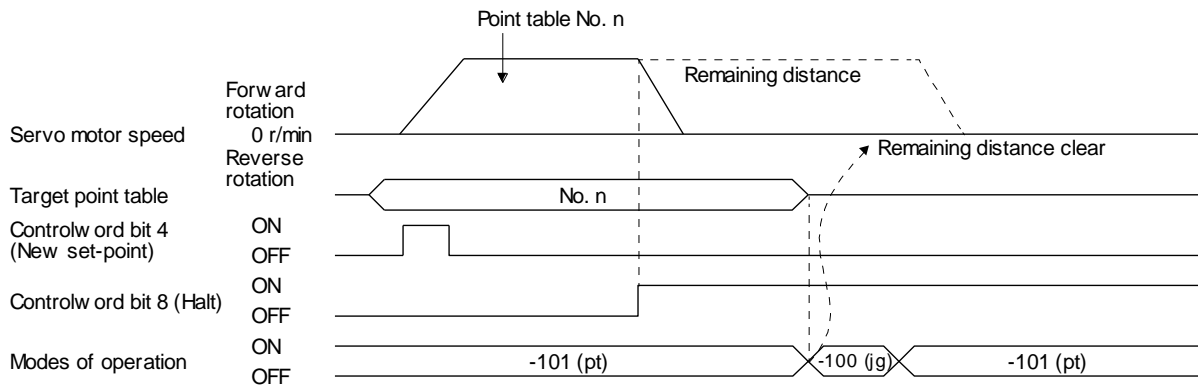 Point table No. n
Remaining distance
Forward
rotation
Servo motor speed
0 r/min
Remaining distance clear
Reverse
rotation
Target point table
No. n
Controlword bit 4
(New set-point)
ON
OFF
Controlword bit 8 (Halt)
ON
OFF
Modes of operation
ON
OFF
-101 (pt)
-100 (jg)
-101 (pt)